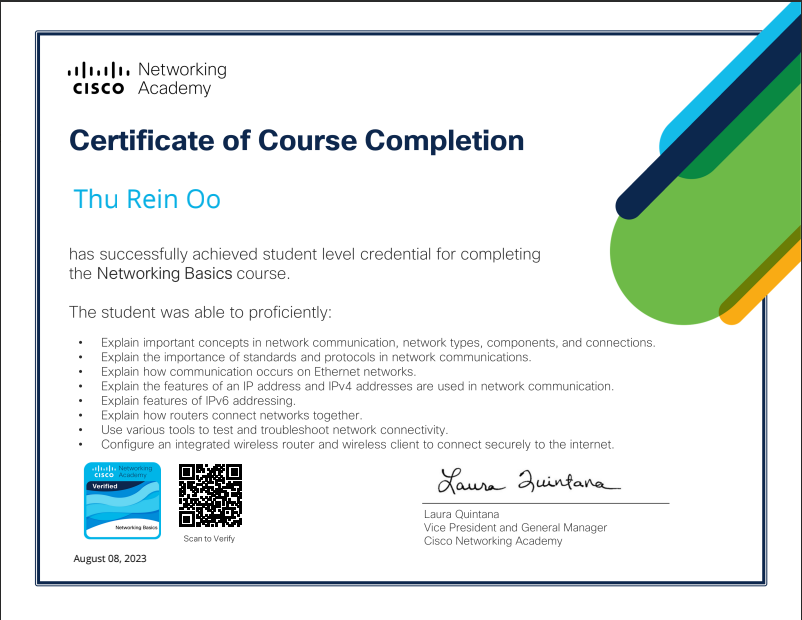 CISCO
Networking
Academy
Certificate of Course Completion
Thu Rein Oo
has successfully achieved student level credential for completing
the Networking Basics course.
The student was able to proficiently:
• Explain important concepts in network communication, network types, components, and connections.
• Explain the importance of standards and protocols in network communications.
• Explain how communication occurs on Ethernet networks.
• Explain the features of an IP address and IPv4 addresses are used in network communication.
• Explain features of IPv6 addressing.
• Explain how routers connect networks together.
• Use various tools to test and troubleshoot network connectivity.
• Configure an integrated wireless router and wireless client to connect securely to the internet.
CISCO
Networking
Academy
Verified
Networking Basics
Scan to Verify
August 08, 2023
Laura Quintana
Laura Quintana
Vice President and General Manager
Cisco Networking Academy